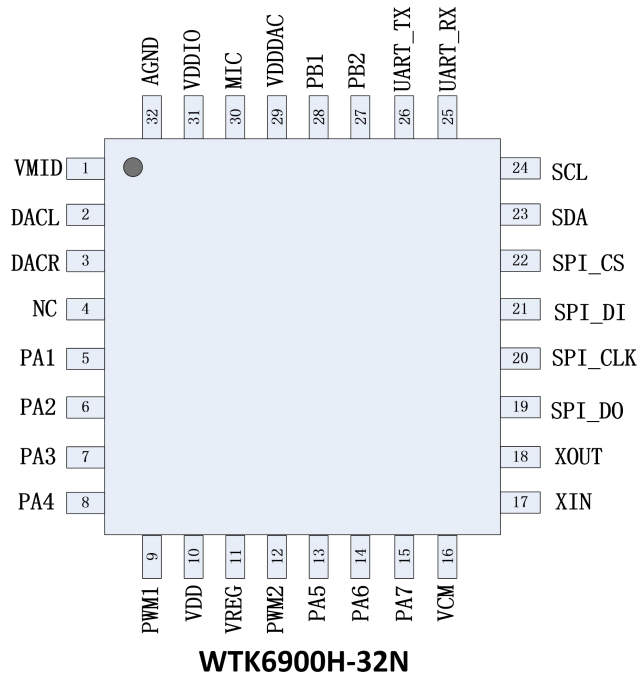 AGND VDDIO MIC VDDDAC PB1 PB2 UART_TX UART_RX
32 31 30 29 28 27 26 25
VMID 1
DACL 2
DACR 3
NC 4
PA1 5
PA2 6
PA3 7
PA4 8
24 SCL
23 SDA
22 SPI_CS
21 SPI_DI
20 SPI_CLK
19 SPI_DO
18 XOUT
17 XIN
9 10 11 12 13 14 15 16
PWM1 VDD VREG PWM2 PA5 PA6 PA7 VCM
WTK6900H-32N